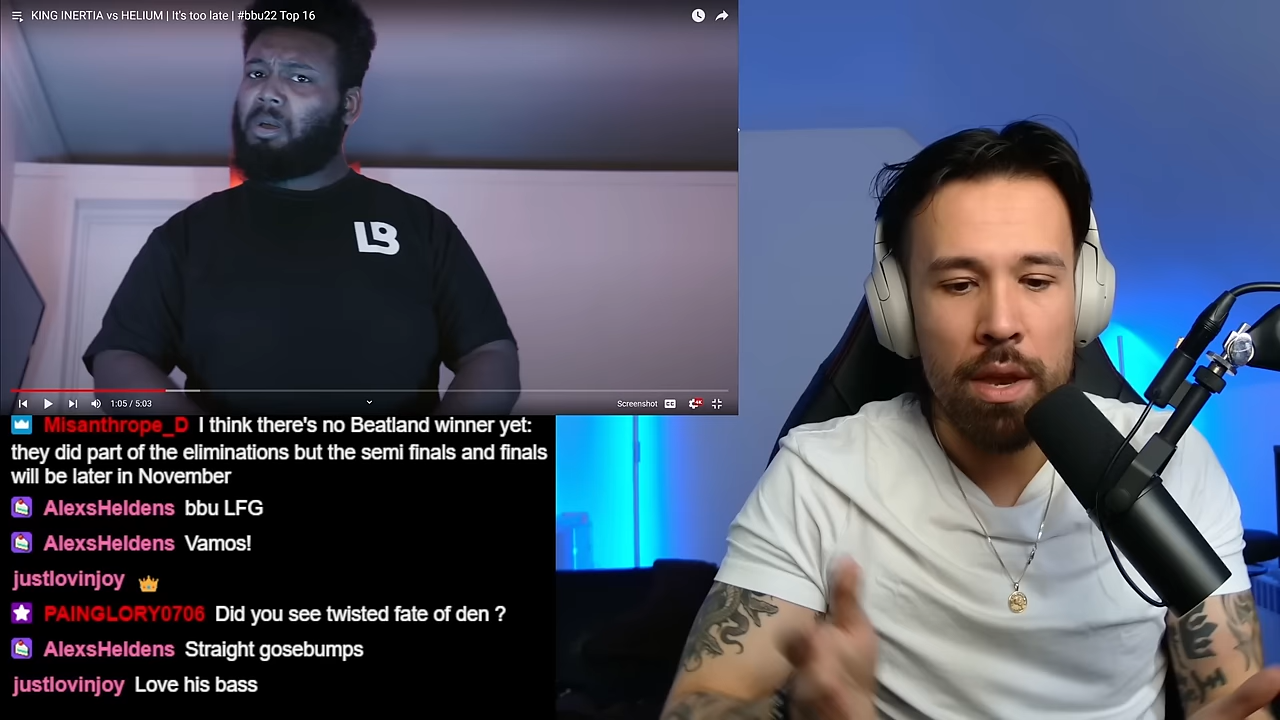 KING INERTIA vs HELIUM | It's too late | #bbu22 Top 16
LB
1:05 / 5:03
Screenshot
CC
4K
Misanthrope_D I think there's no Beatland winner yet:
they did part of the eliminations but the semi finals and finals
will be later in November
AlexsHeldens bbu LFG
AlexsHeldens Vamos!
justlovinjoy
PAINGLORY0706 Did you see twisted fate of den ?
AlexsHeldens Straight gosebumps
justlovinjoy Love his bass